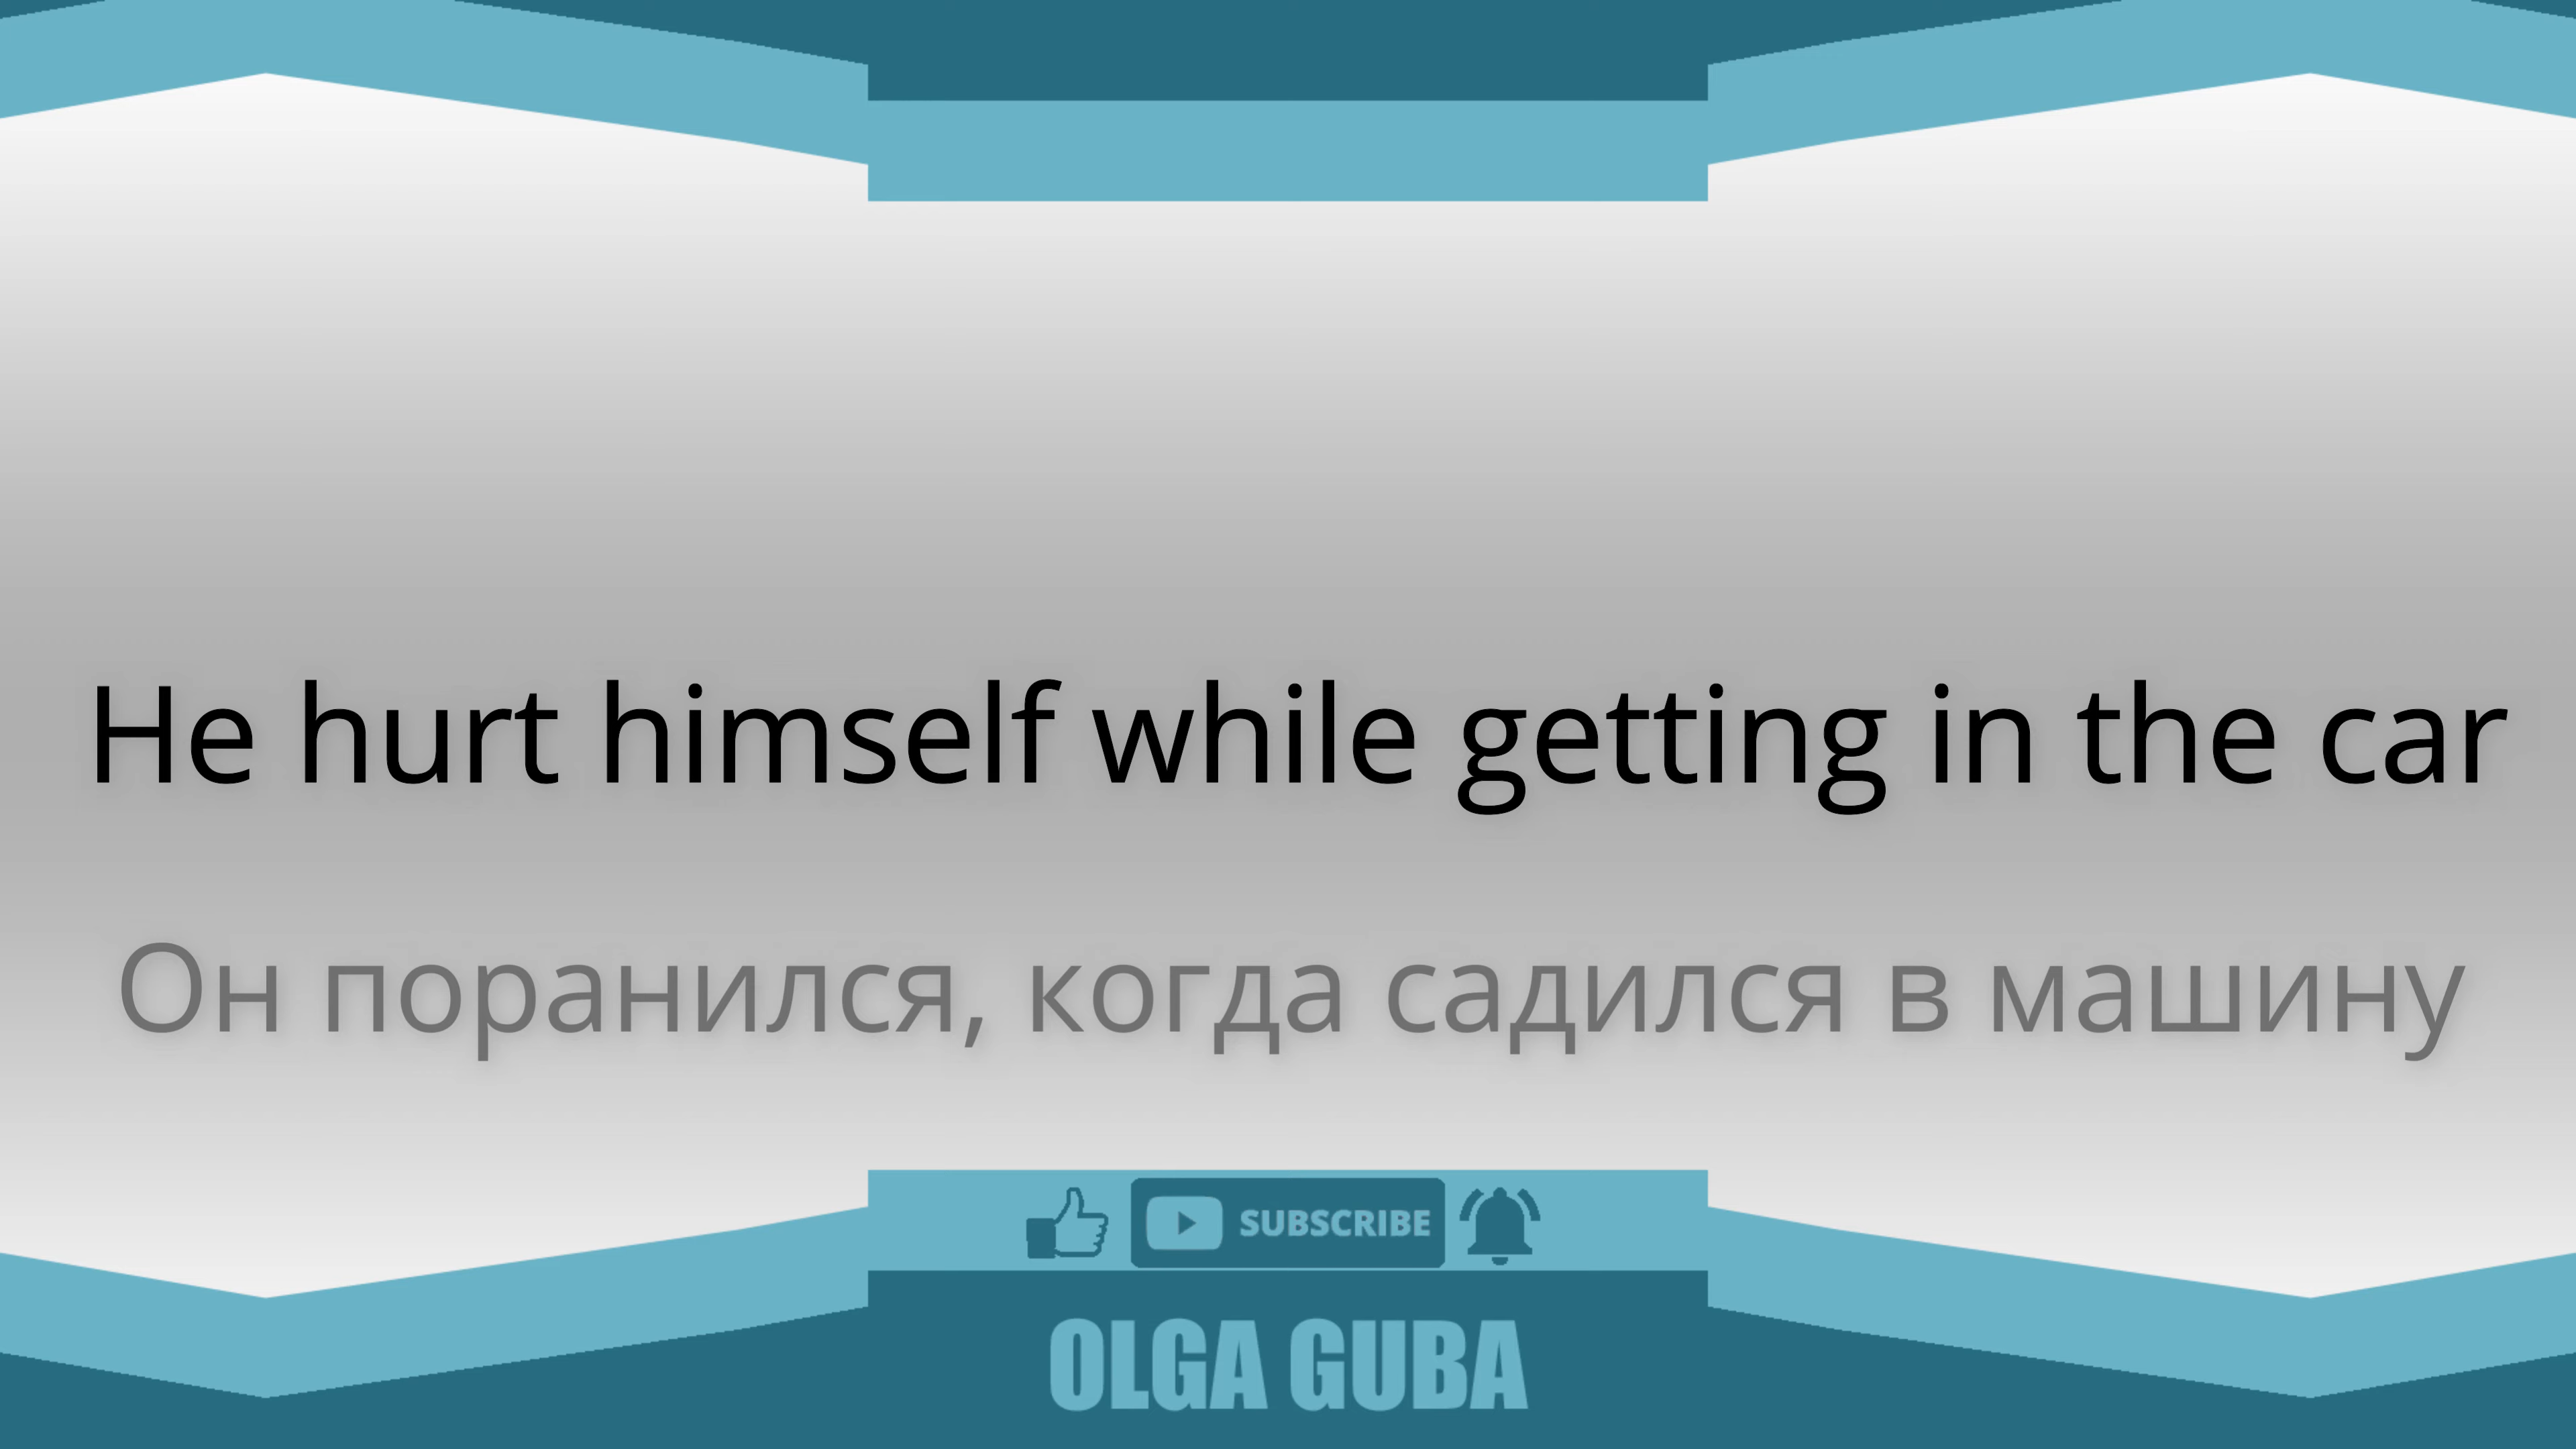 He hurt himself while getting in the car
Он поранился, когда садился в машину
SUBSCRIBE
OLGA GUBA